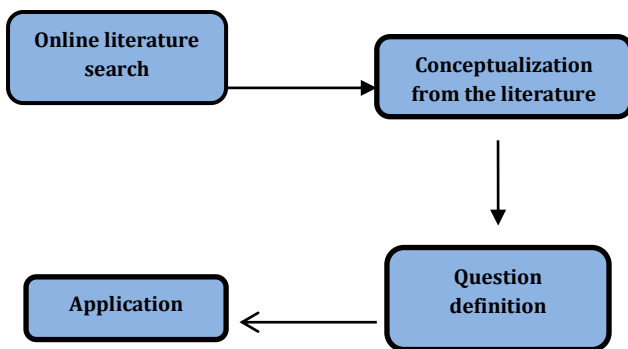 Online literature
search
Conceptualization
from the literature
Question
definition
Application